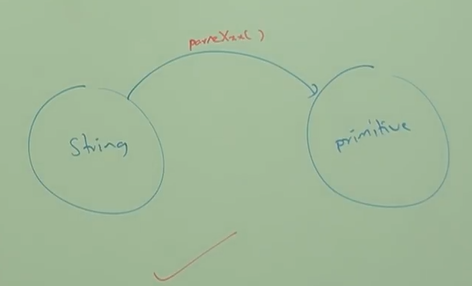 parseXxx( )
String
primitive